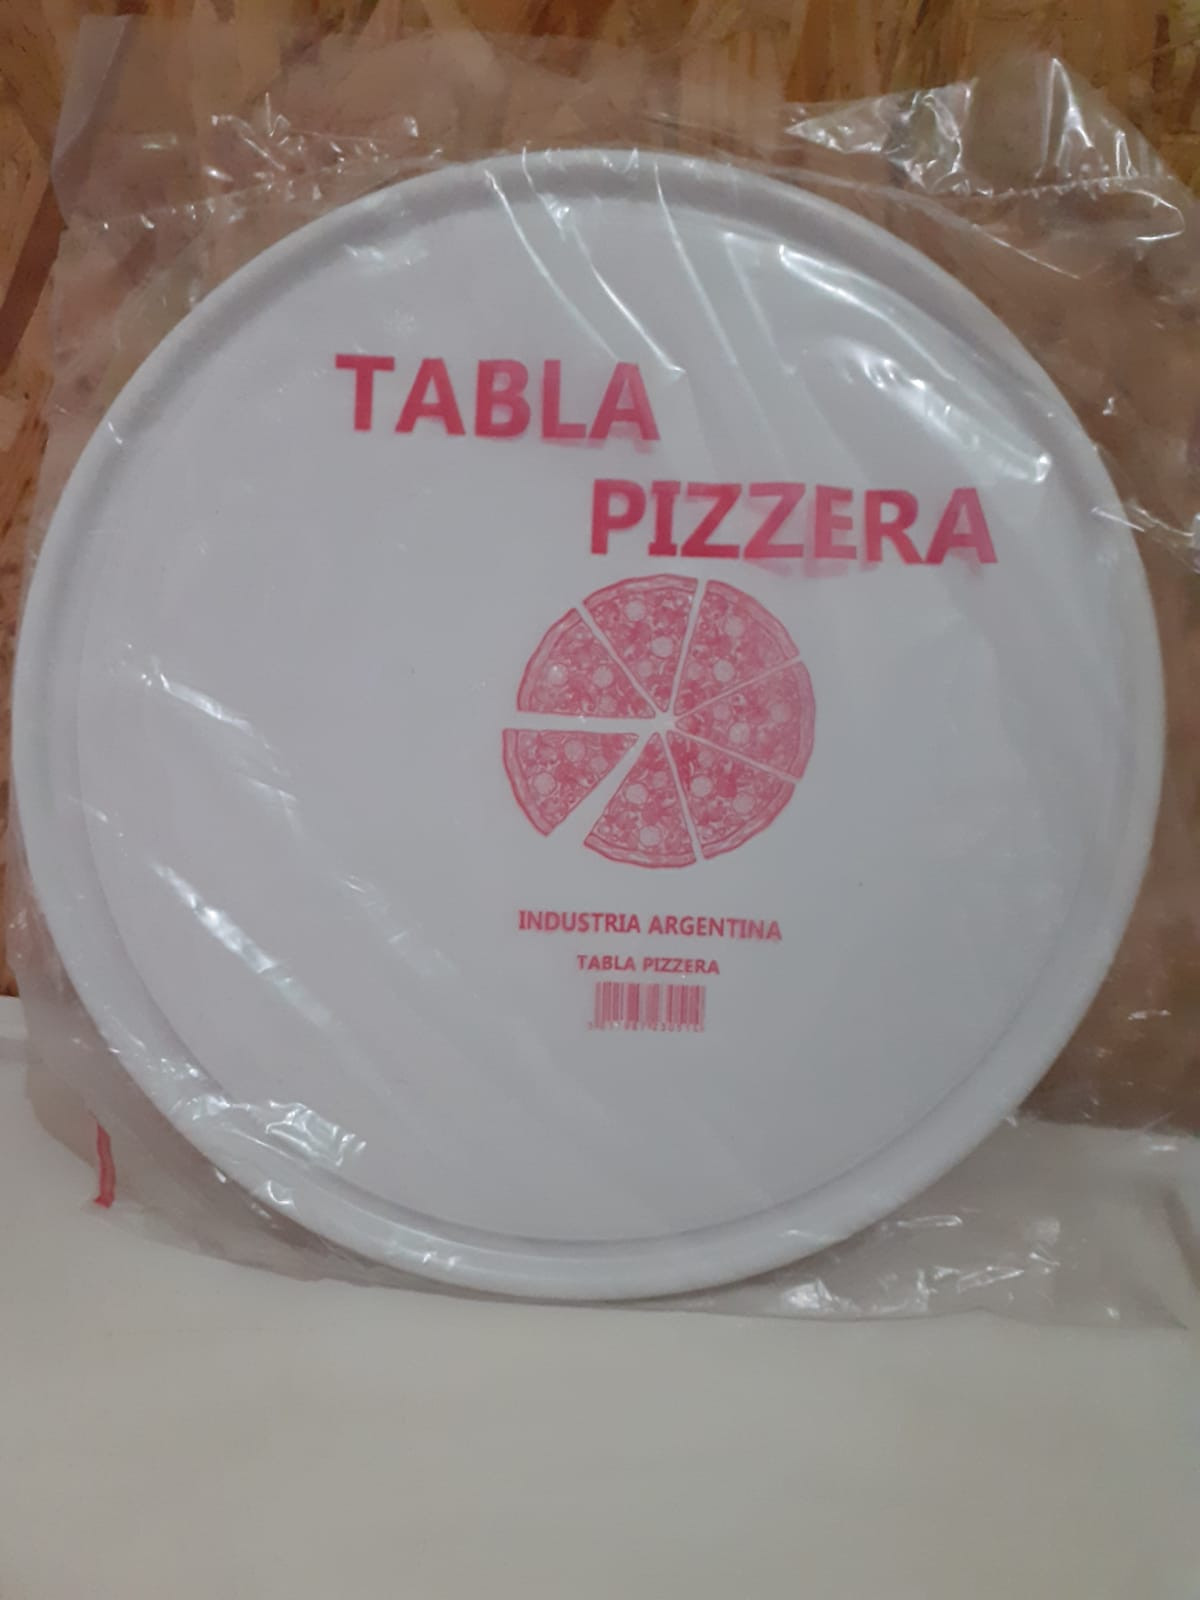 TABLA
PIZZERA
INDUSTRIA ARGENTINA
TABLA PIZZERA